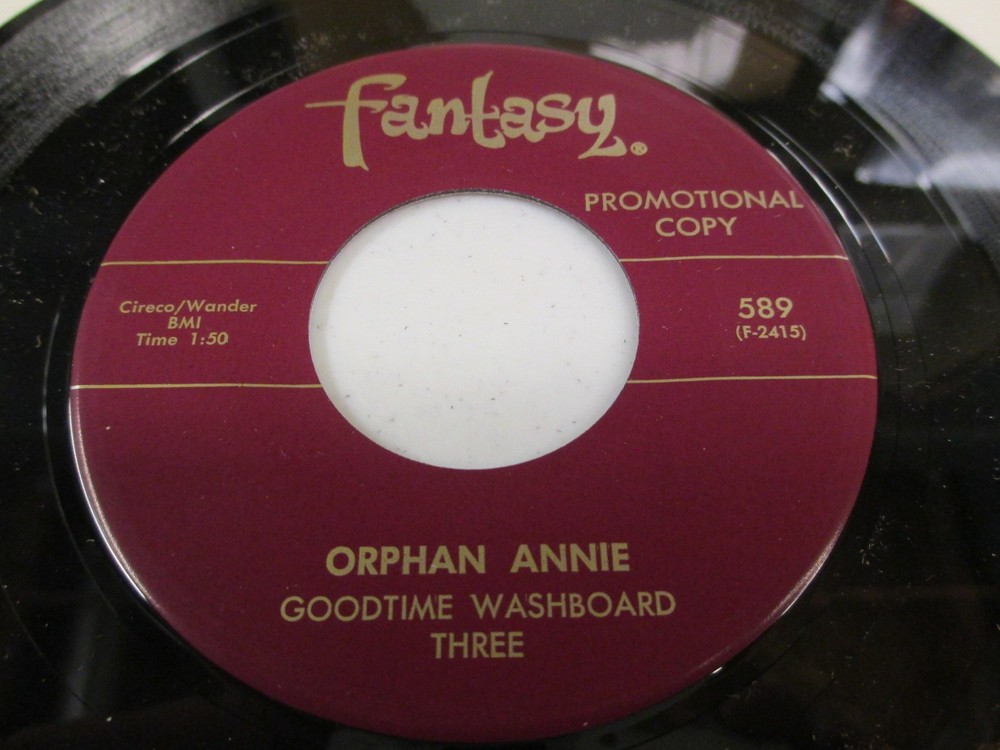 fantasy®
PROMOTIONAL
COPY
Cireco/Wander
BMI
Time 1:50
589
(F-2415)
ORPHAN ANNIE
GOODTIME WASHBOARD
THREE